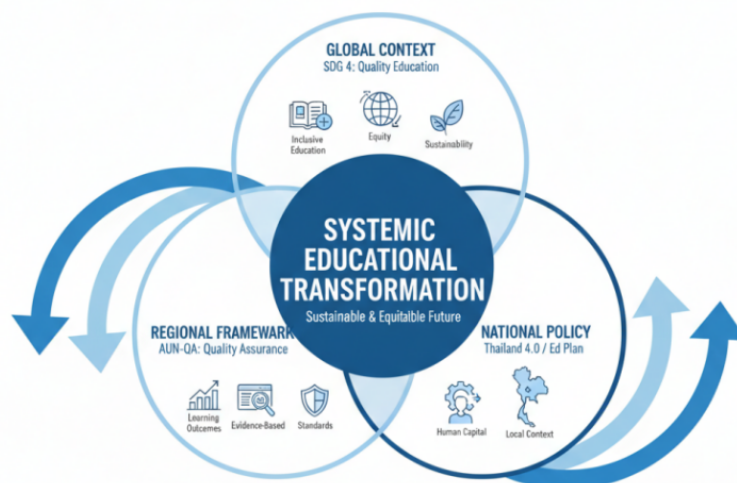 GLOBAL CONTEXT
SDG 4: Quality Education
Inclusive
Education
Equity
Sustainability
SYSTEMIC
EDUCATIONAL
TRANSFORMATION
Sustainable & Equitalble Future
REGIONAL FRAMEWARK
AUN-QA: Quality Assurance
Learning
Outcomes
Evidence-Based
Standards
NATIONAL POLICY
Thailand 4.0 / Ed Plan
Human Capital
Local Context